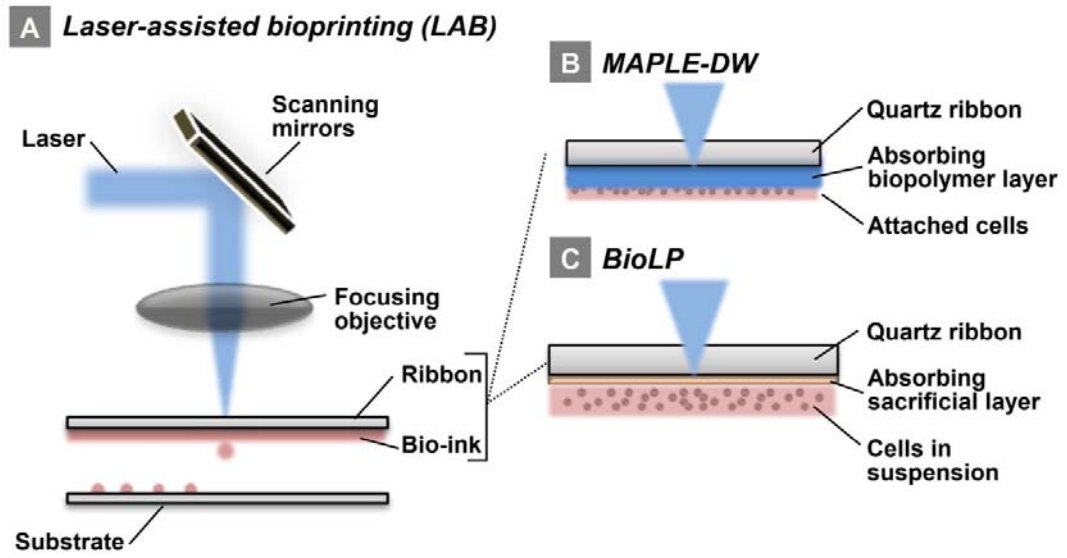 A Laser-assisted bioprinting (LAB)
Laser
Scanning
mirrors
Focusing
objective
Ribbon
Bio-ink
Substrate
B MAPLE-DW
Quartz ribbon
Absorbing
biopolymer layer
Attached cells
C BioLP
Quartz ribbon
Absorbing
sacrificial layer
Cells in
suspension